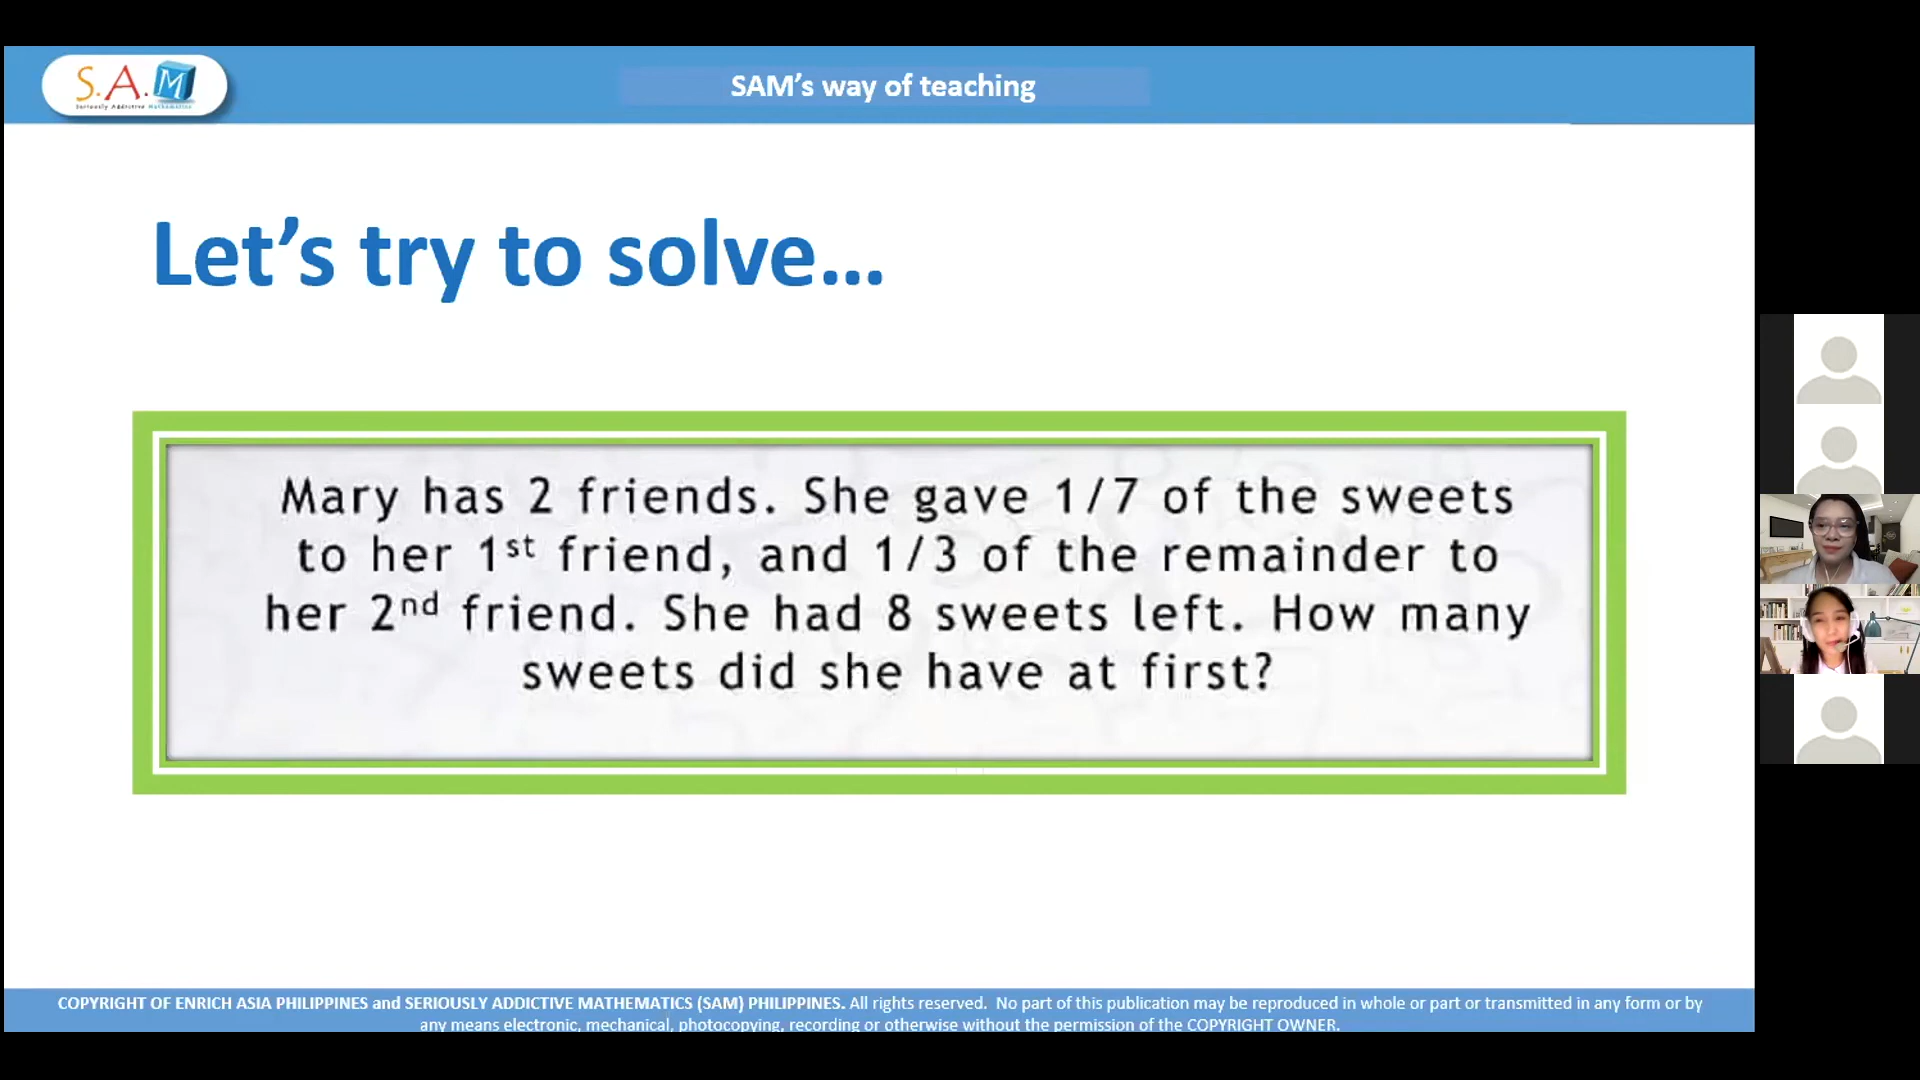 S.A.M
Seriously Addictive Mathematics
SAM's way of teaching
Let's try to solve...
Mary has 2 friends. She gave 1/7 of the sweets
to her 1st friend, and 1/3 of the remainder to
her 2nd friend. She had 8 sweets left. How many
sweets did she have at first?
COPYRIGHT OF ENRICH ASIA PHILIPPINES and SERIOUSLY ADDICTIVE MATHEMATICS (SAM) PHILIPPINES. All rights reserved. No part of this publication may be reproduced in whole or part or transmitted in any form or by
any means electronic, mechanical, photocopying, recording or otherwise without the permission of the COPYRIGHT OWNER.